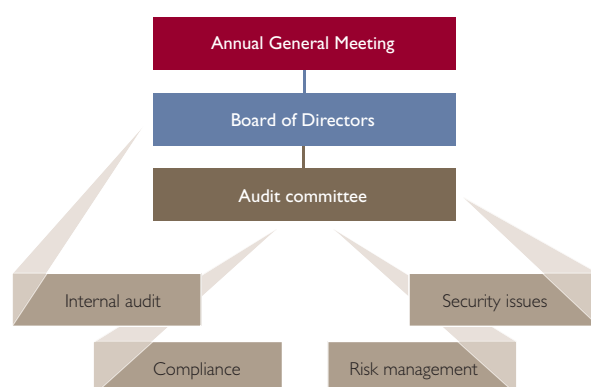 Annual General Meeting
Board of Directors
Audit committee
Internal audit
Security issues
Compliance
Risk management